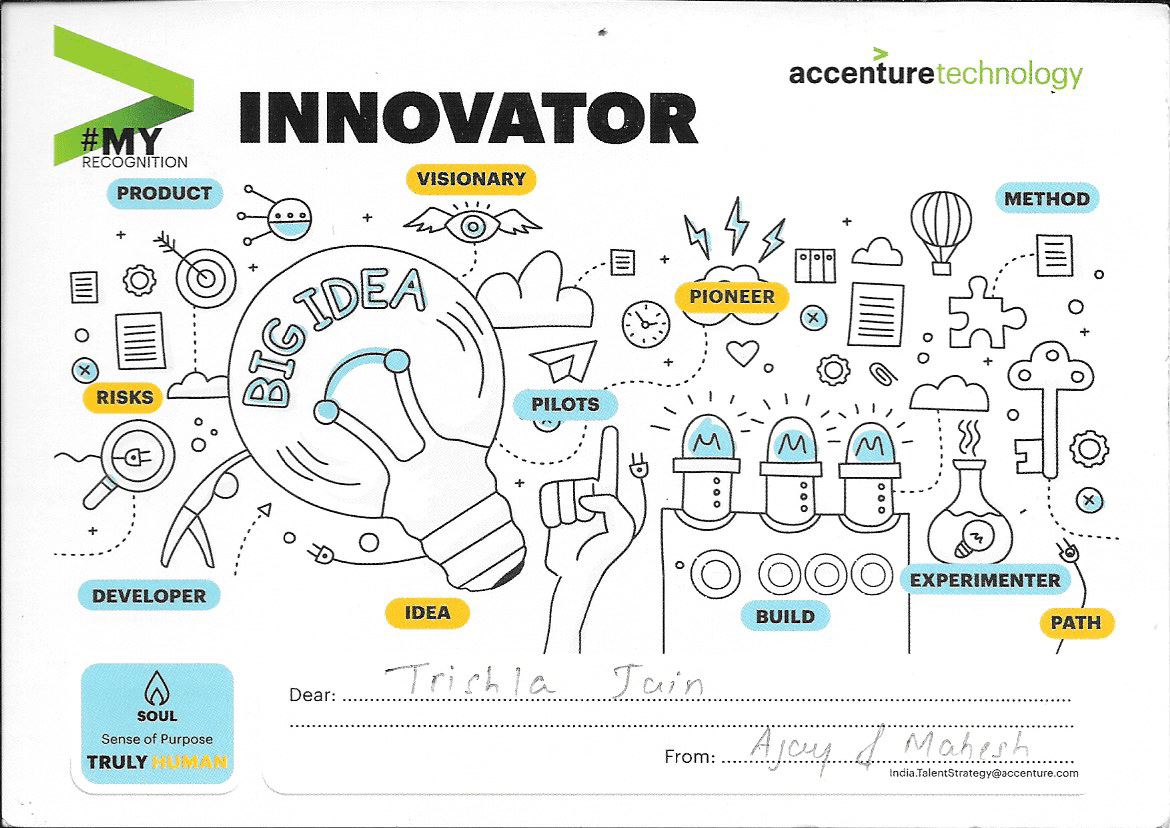 accenturetechnology
INNOVATOR
#MY
RECOGNITION
PRODUCT
VISIONARY
METHOD
BIG IDEA
PIONEER
RISKS
PILOTS
DEVELOPER
IDEA
BUILD
EXPERIMENTER
PATH
SOUL
Sense of Purpose
TRULY HUMAN
Dear: Trishla Jain
From: Ajay & Mahesh
India.TalentStrategy@accenture.com